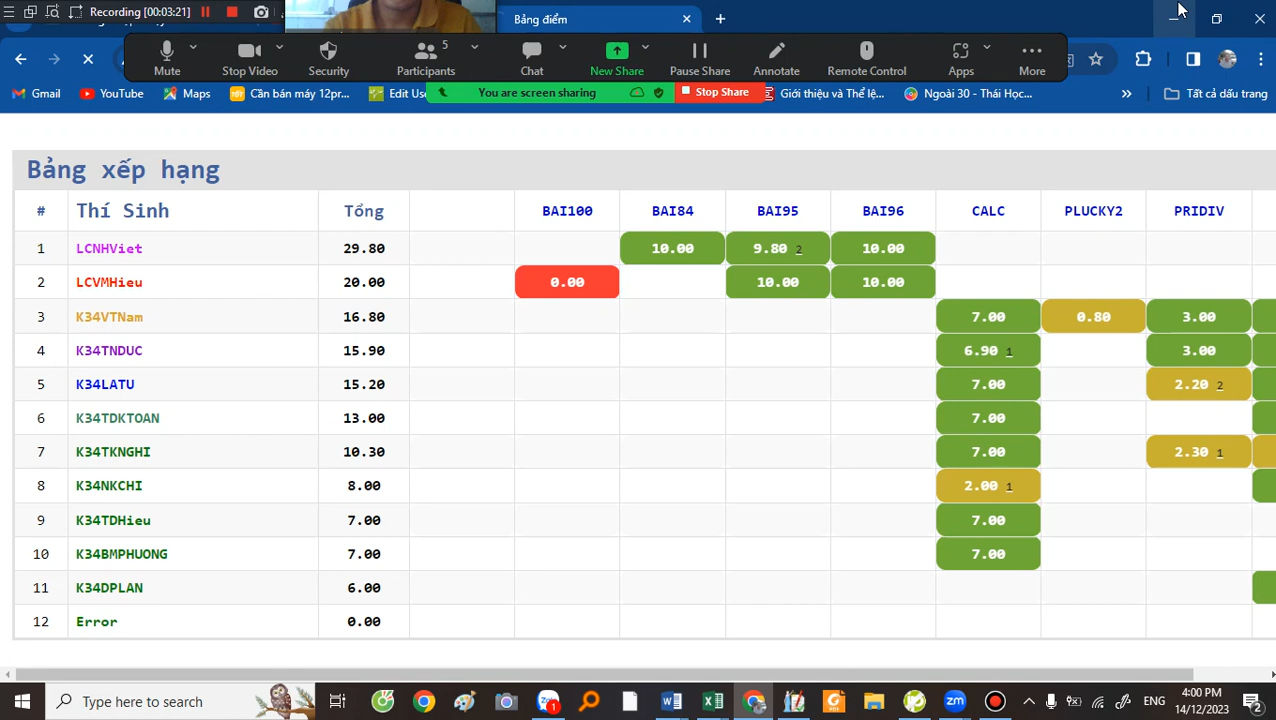 Recording [00:03:21]
Bảng điểm
Mute
Stop Video
Security
5
Participants
Chat
New Share
Pause Share
Annotate
Remote Control
Apps
More
Gmail
YouTube
Maps
Cần bán máy 12pr...
Edit Us
You are screen sharing
Stop Share
Giới thiệu và Thể lệ...
Ngoài 30 - Thái Học...
»
Tất cả dấu trang
Bảng xếp hạng
# Thí Sinh Tổng BAI100 BAI84 BAI95 BAI96 CALC PLUCKY2 PRIDIV
1 LCNHViet 29.80 10.00 9.80 2 10.00
2 LCVMHieu 20.00 0.00 10.00 10.00
3 K34VTNam 16.80 7.00 0.80 3.00
4 K34TNDUC 15.90 6.90 1 3.00
5 K34LATU 15.20 7.00 2.20 2
6 K34TDKTOAN 13.00 7.00
7 K34TKNGHI 10.30 7.00 2.30 1
8 K34NKCHI 8.00 2.00 1
9 K34TDHieu 7.00 7.00
10 K34BMPHUONG 7.00 7.00
11 K34DPLAN 6.00
12 Error 0.00
Type here to search
1
zm
ENG
4:00 PM
14/12/2023
2